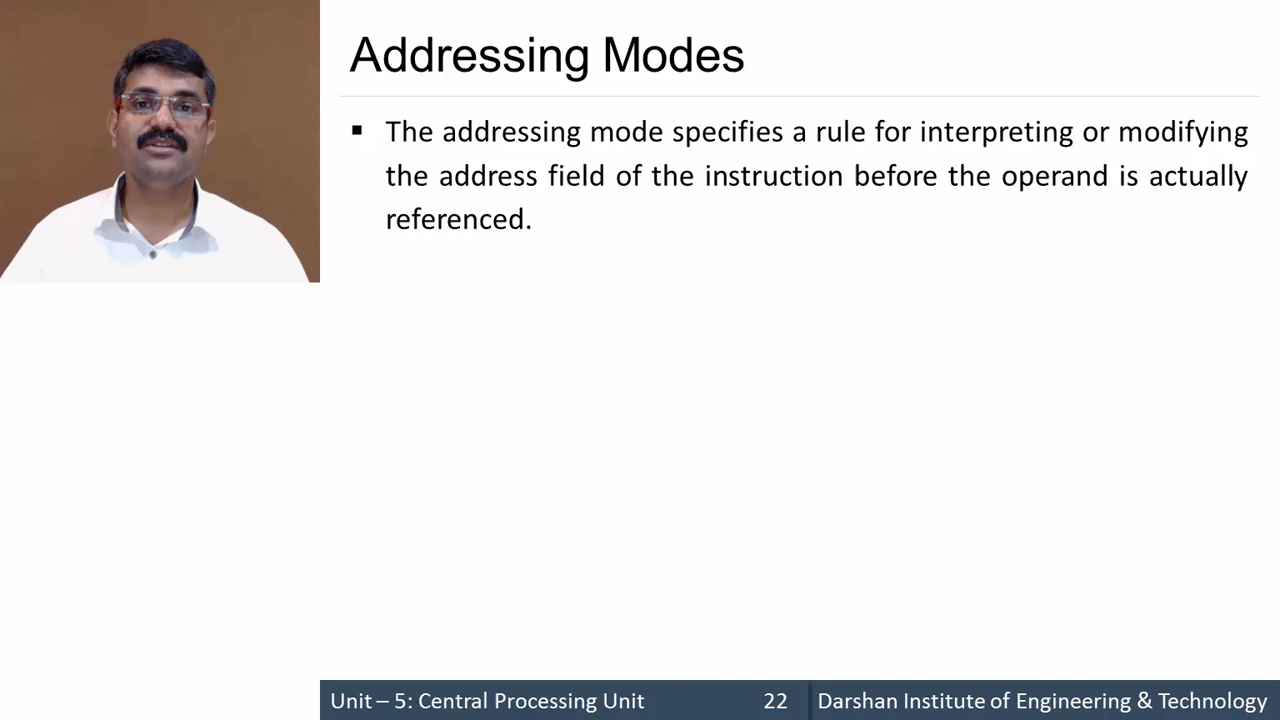 Addressing Modes
▪ The addressing mode specifies a rule for interpreting or modifying
the address field of the instruction before the operand is actually
referenced.
Unit – 5: Central Processing Unit 22 Darshan Institute of Engineering & Technology